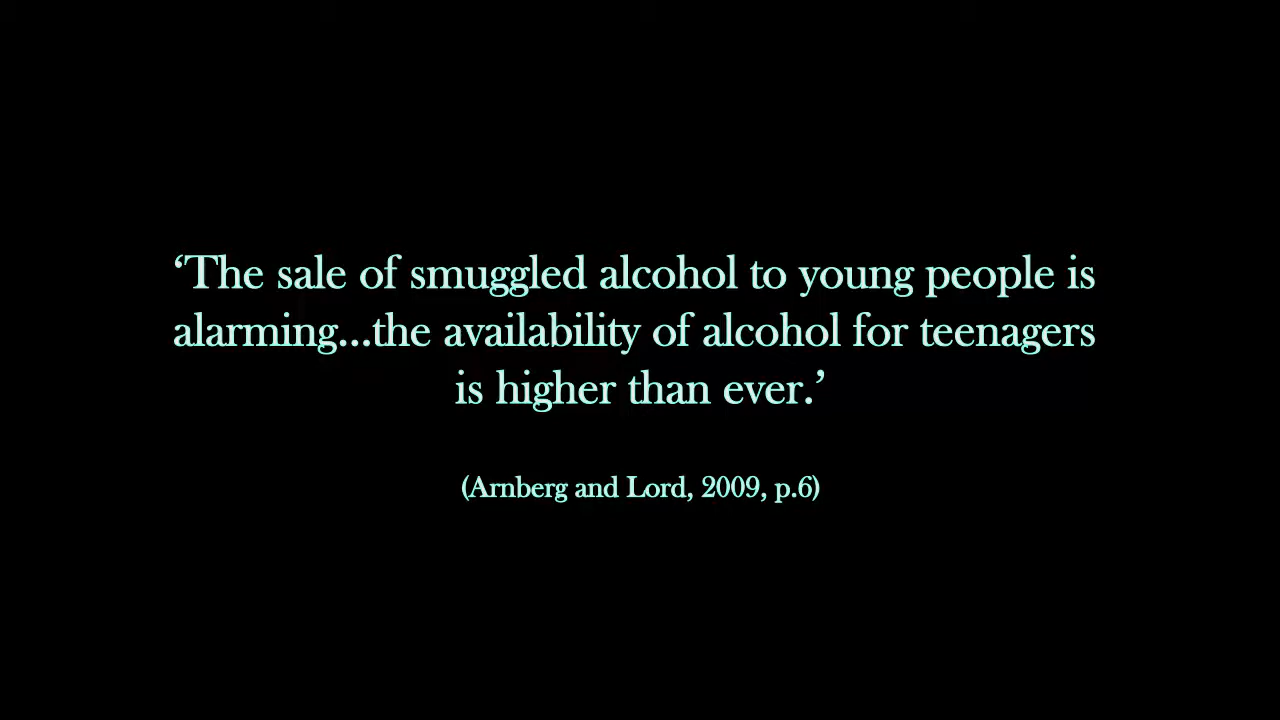 ‘The sale of smuggled alcohol to young people is
alarming...the availability of alcohol for teenagers
is higher than ever.’
(Arnberg and Lord, 2009, p.6)